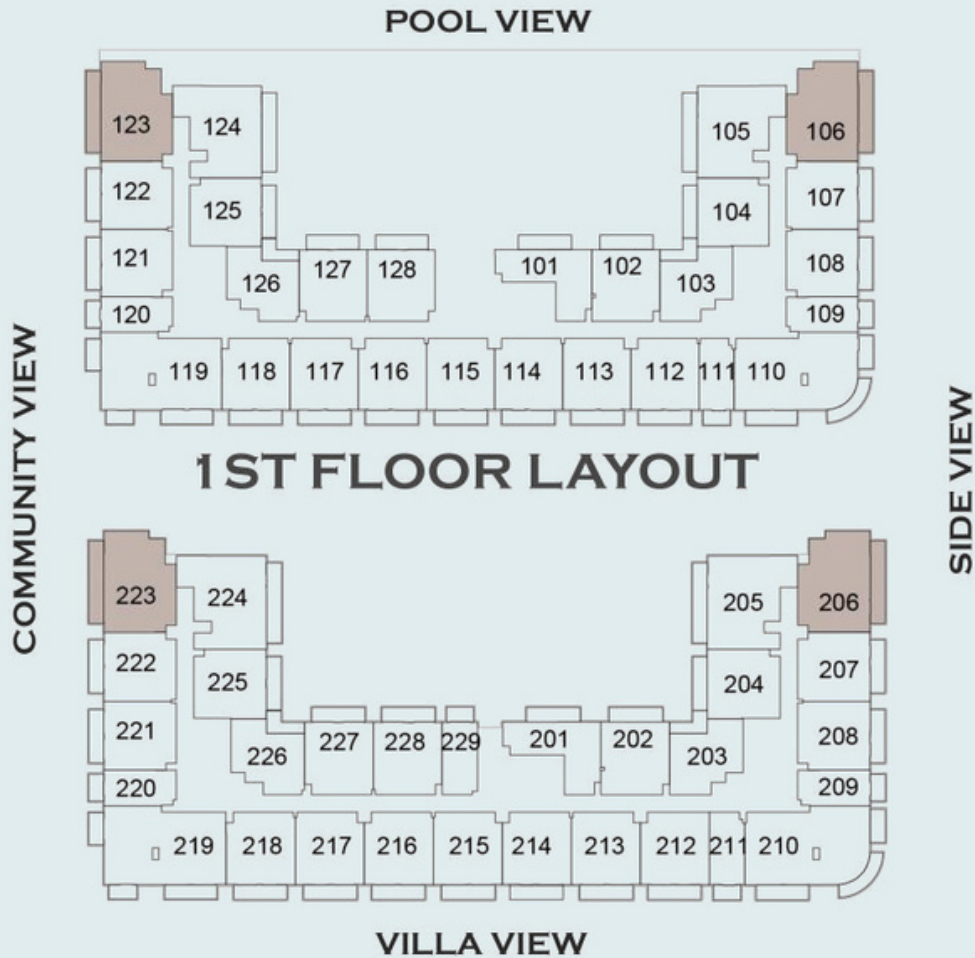 POOL VIEW
123 124 105 106
122 125 104 107
121 126 127 128 101 102 103 108
120 109
119 118 117 116 115 114 113 112 111 110
COMMUNITY VIEW
1ST FLOOR LAYOUT
SIDE VIEW
223 224 205 206
222 225 204 207
221 226 227 228 229 201 202 203 208
220 209
219 218 217 216 215 214 213 212 211 210
VILLA VIEW